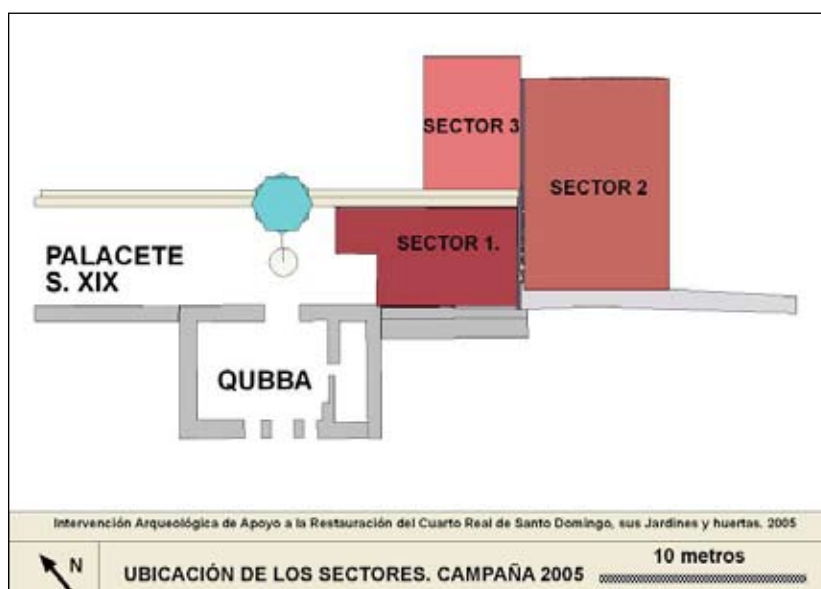 SECTOR 3
SECTOR 2
SECTOR 1.
PALACETE
S. XIX
QUBBA
Intervención Arqueológica de Apoyo a la Restauración del Cuarto Real de Santo Domingo, sus Jardines y huertas. 2005
N
UBICACIÓN DE LOS SECTORES. CAMPAÑA 2005
10 metros